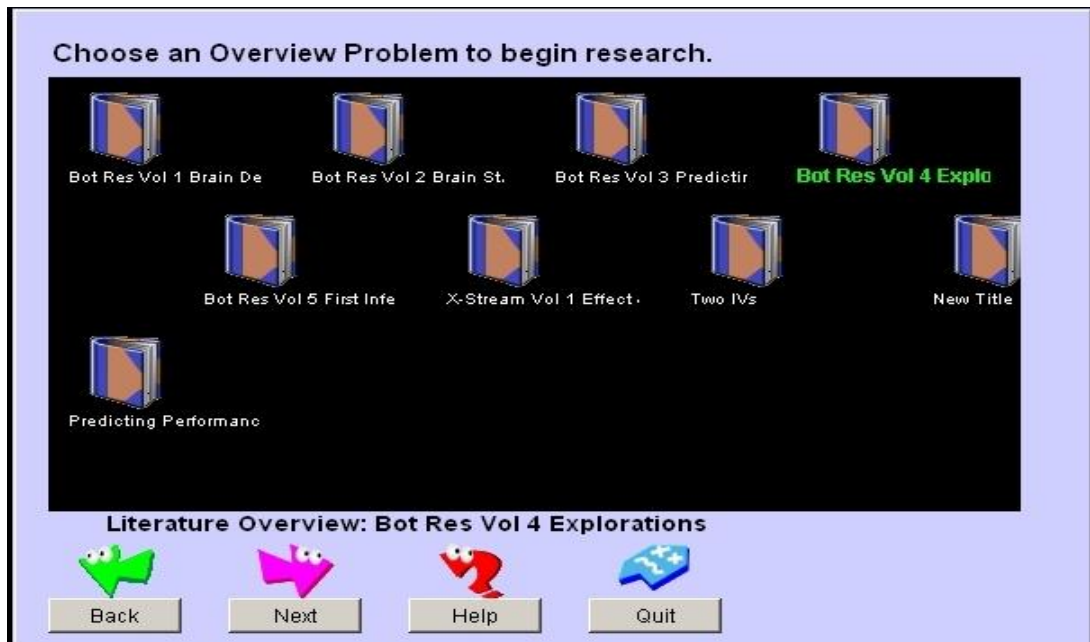 Choose an Overview Problem to begin research.
Bot Res Vol 1 Brain De
Bot Res Vol 2 Brain St.
Bot Res Vol 3 Predictir
Bot Res Vol 4 Explo
Bot Res Vol 5 First Infe
X-Stream Vol 1 Effect
Two IVs
New Title
Predicting Performanc
Literature Overview: Bot Res Vol 4 Explorations
Back
Next
Help
Quit